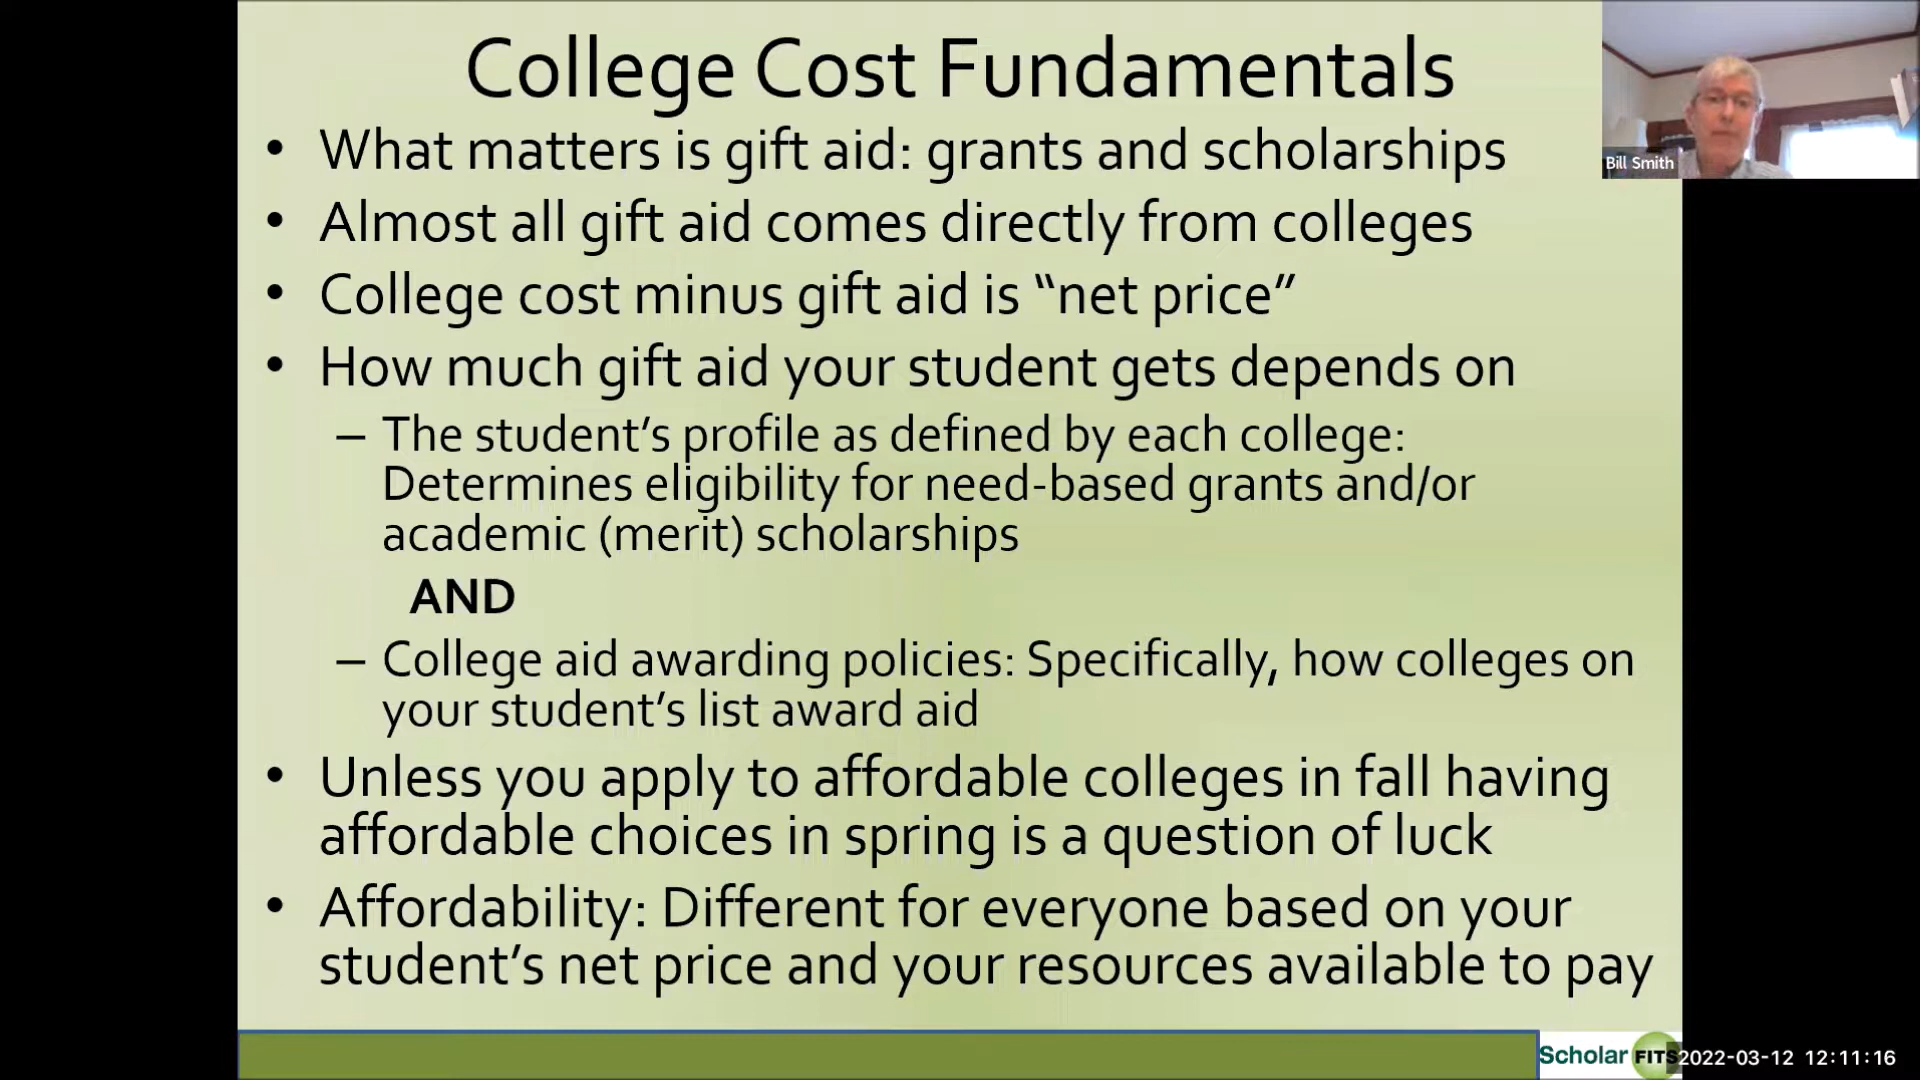 College Cost Fundamentals
• What matters is gift aid: grants and scholarships
• Almost all gift aid comes directly from colleges
• College cost minus gift aid is “net price”
• How much gift aid your student gets depends on
– The student’s profile as defined by each college:
Determines eligibility for need-based grants and/or
academic (merit) scholarships
AND
– College aid awarding policies: Specifically, how colleges on
your student’s list award aid
• Unless you apply to affordable colleges in fall having
affordable choices in spring is a question of luck
• Affordability: Different for everyone based on your
student’s net price and your resources available to pay
Bill Smith
Scholar FITS
2022-03-12 12:11:16